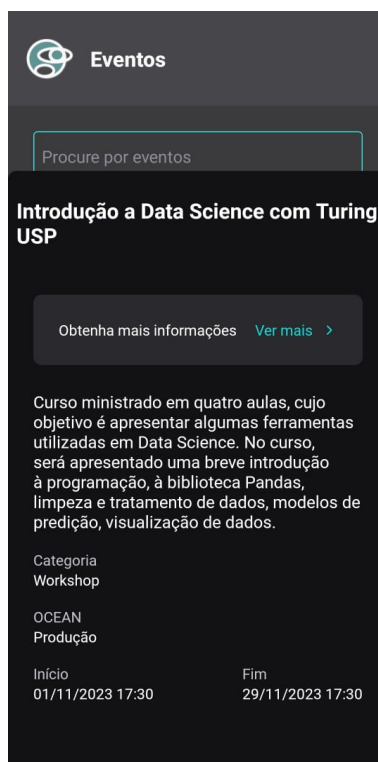 Eventos
Procure por eventos
Introdução a Data Science com Turing
USP
Obtenha mais informações Ver mais >
Curso ministrado em quatro aulas, cujo
objetivo é apresentar algumas ferramentas
utilizadas em Data Science. No curso,
será apresentado uma breve introdução
à programação, à biblioteca Pandas,
limpeza e tratamento de dados, modelos de
predição, visualização de dados.
Categoria
Workshop
OCEAN
Produção
Início Fim
01/11/2023 17:30 29/11/2023 17:30